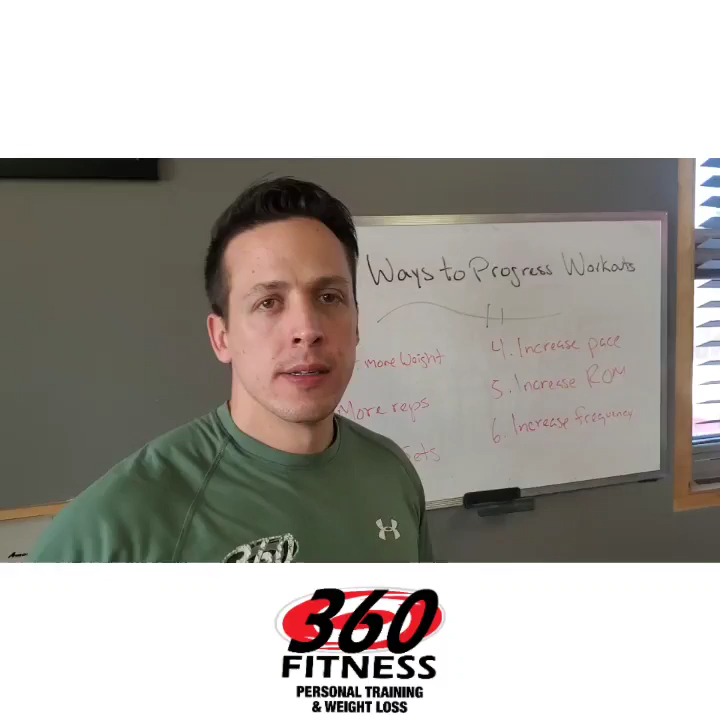 Ways to Progress Workouts
more Weight
More reps
Sets
4. Increase pace
5. Increase ROM
6. Increase frequency
360
360
FITNESS
PERSONAL TRAINING
& WEIGHT LOSS